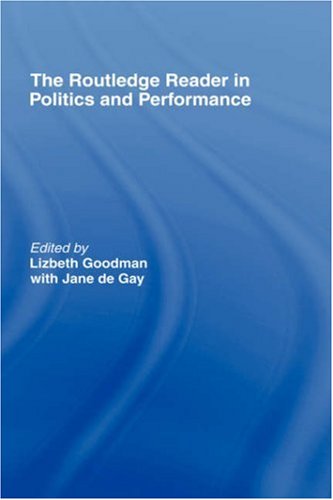 The Routledge Reader in
Politics and Performance
Edited by
Lizbeth Goodman
with Jane de Gay